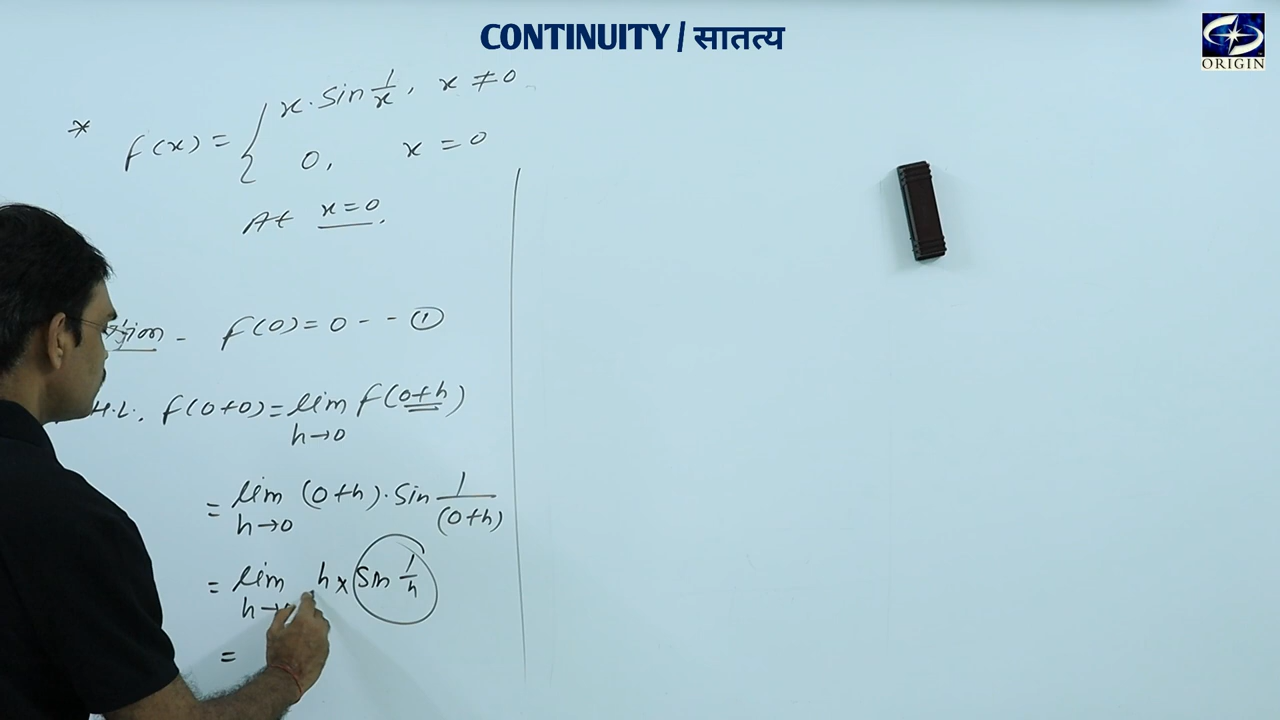 CONTINUITY / सातत्य
ORIGIN
* f(x) = { x · sin 1/x , x ≠ 0
0, x = 0
At x = 0 .
- f(0) = 0 - - ①
H.L. f(0+0) = lim h→0 f(0+h)
= lim h→0 (0+h) · sin 1/(0+h)
= lim h→ h × sin 1/h
=